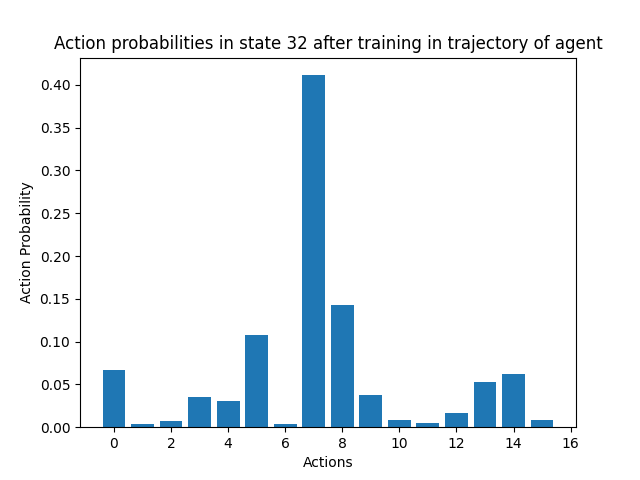 Action probabilities in state 32 after training in trajectory of agent
0.40
0.35
0.30
0.25
0.20
0.15
0.10
0.05
0.00
Action Probability
0 2 4 6 8 10 12 14 16
Actions